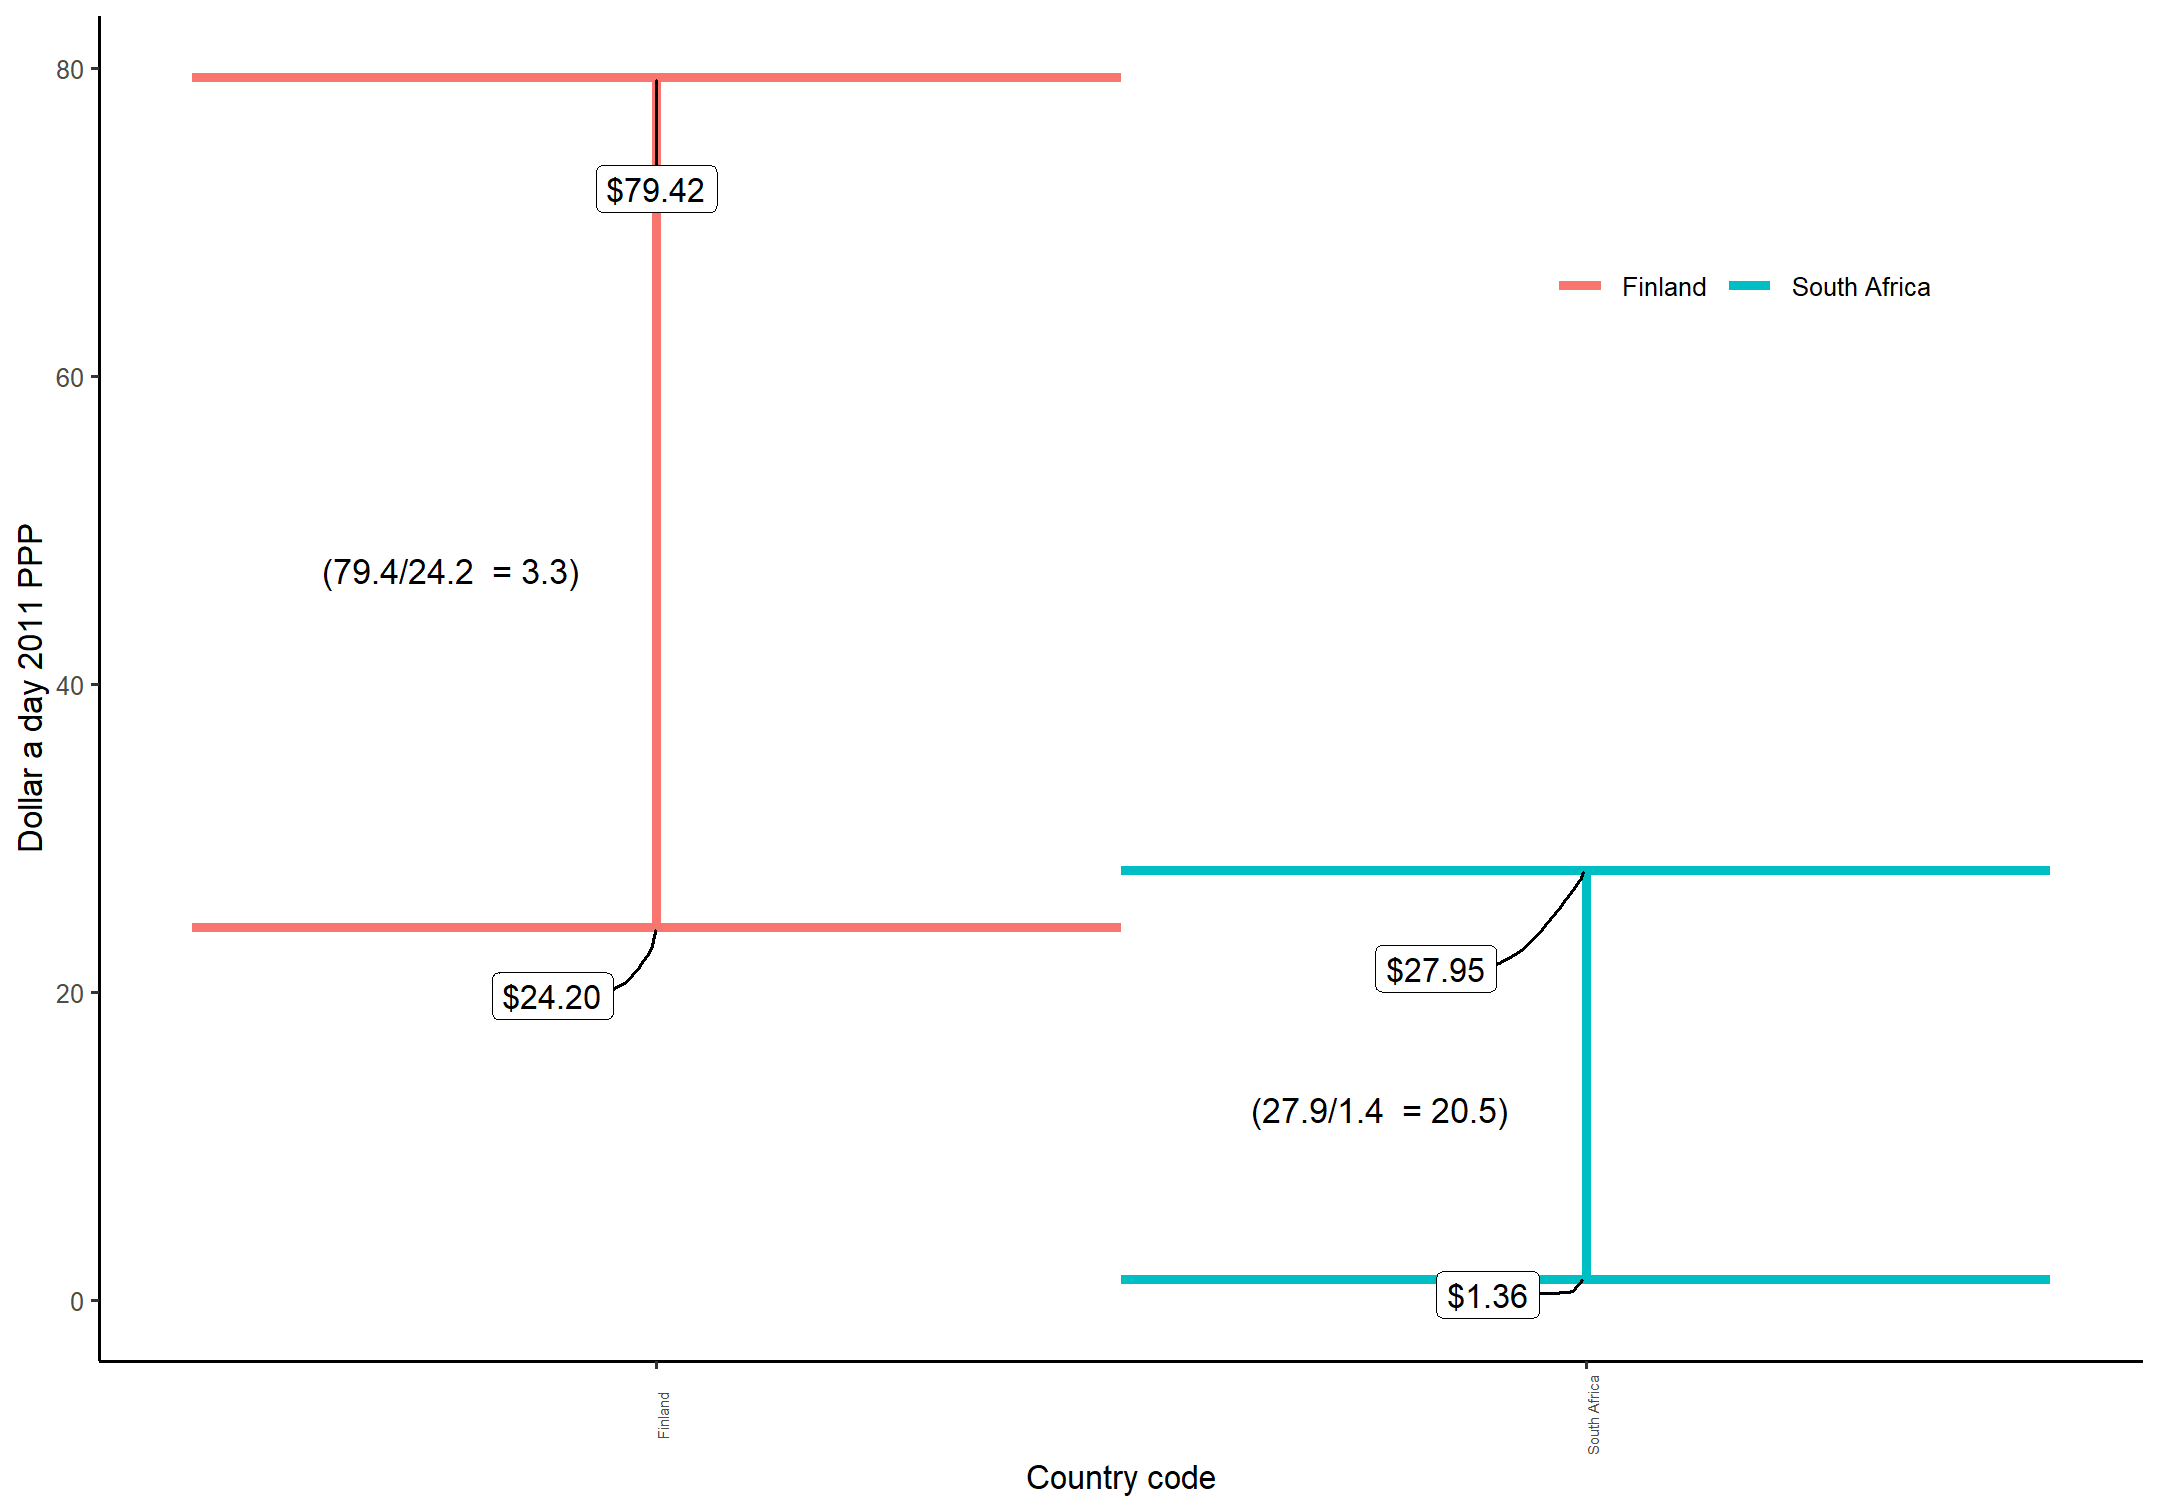 80
60
40
20
0
Dollar a day 2011 PPP
$79.42
Finland South Africa
(79.4/24.2  = 3.3)
$24.20
$27.95
(27.9/1.4  = 20.5)
$1.36
Finland
South Africa
Country code